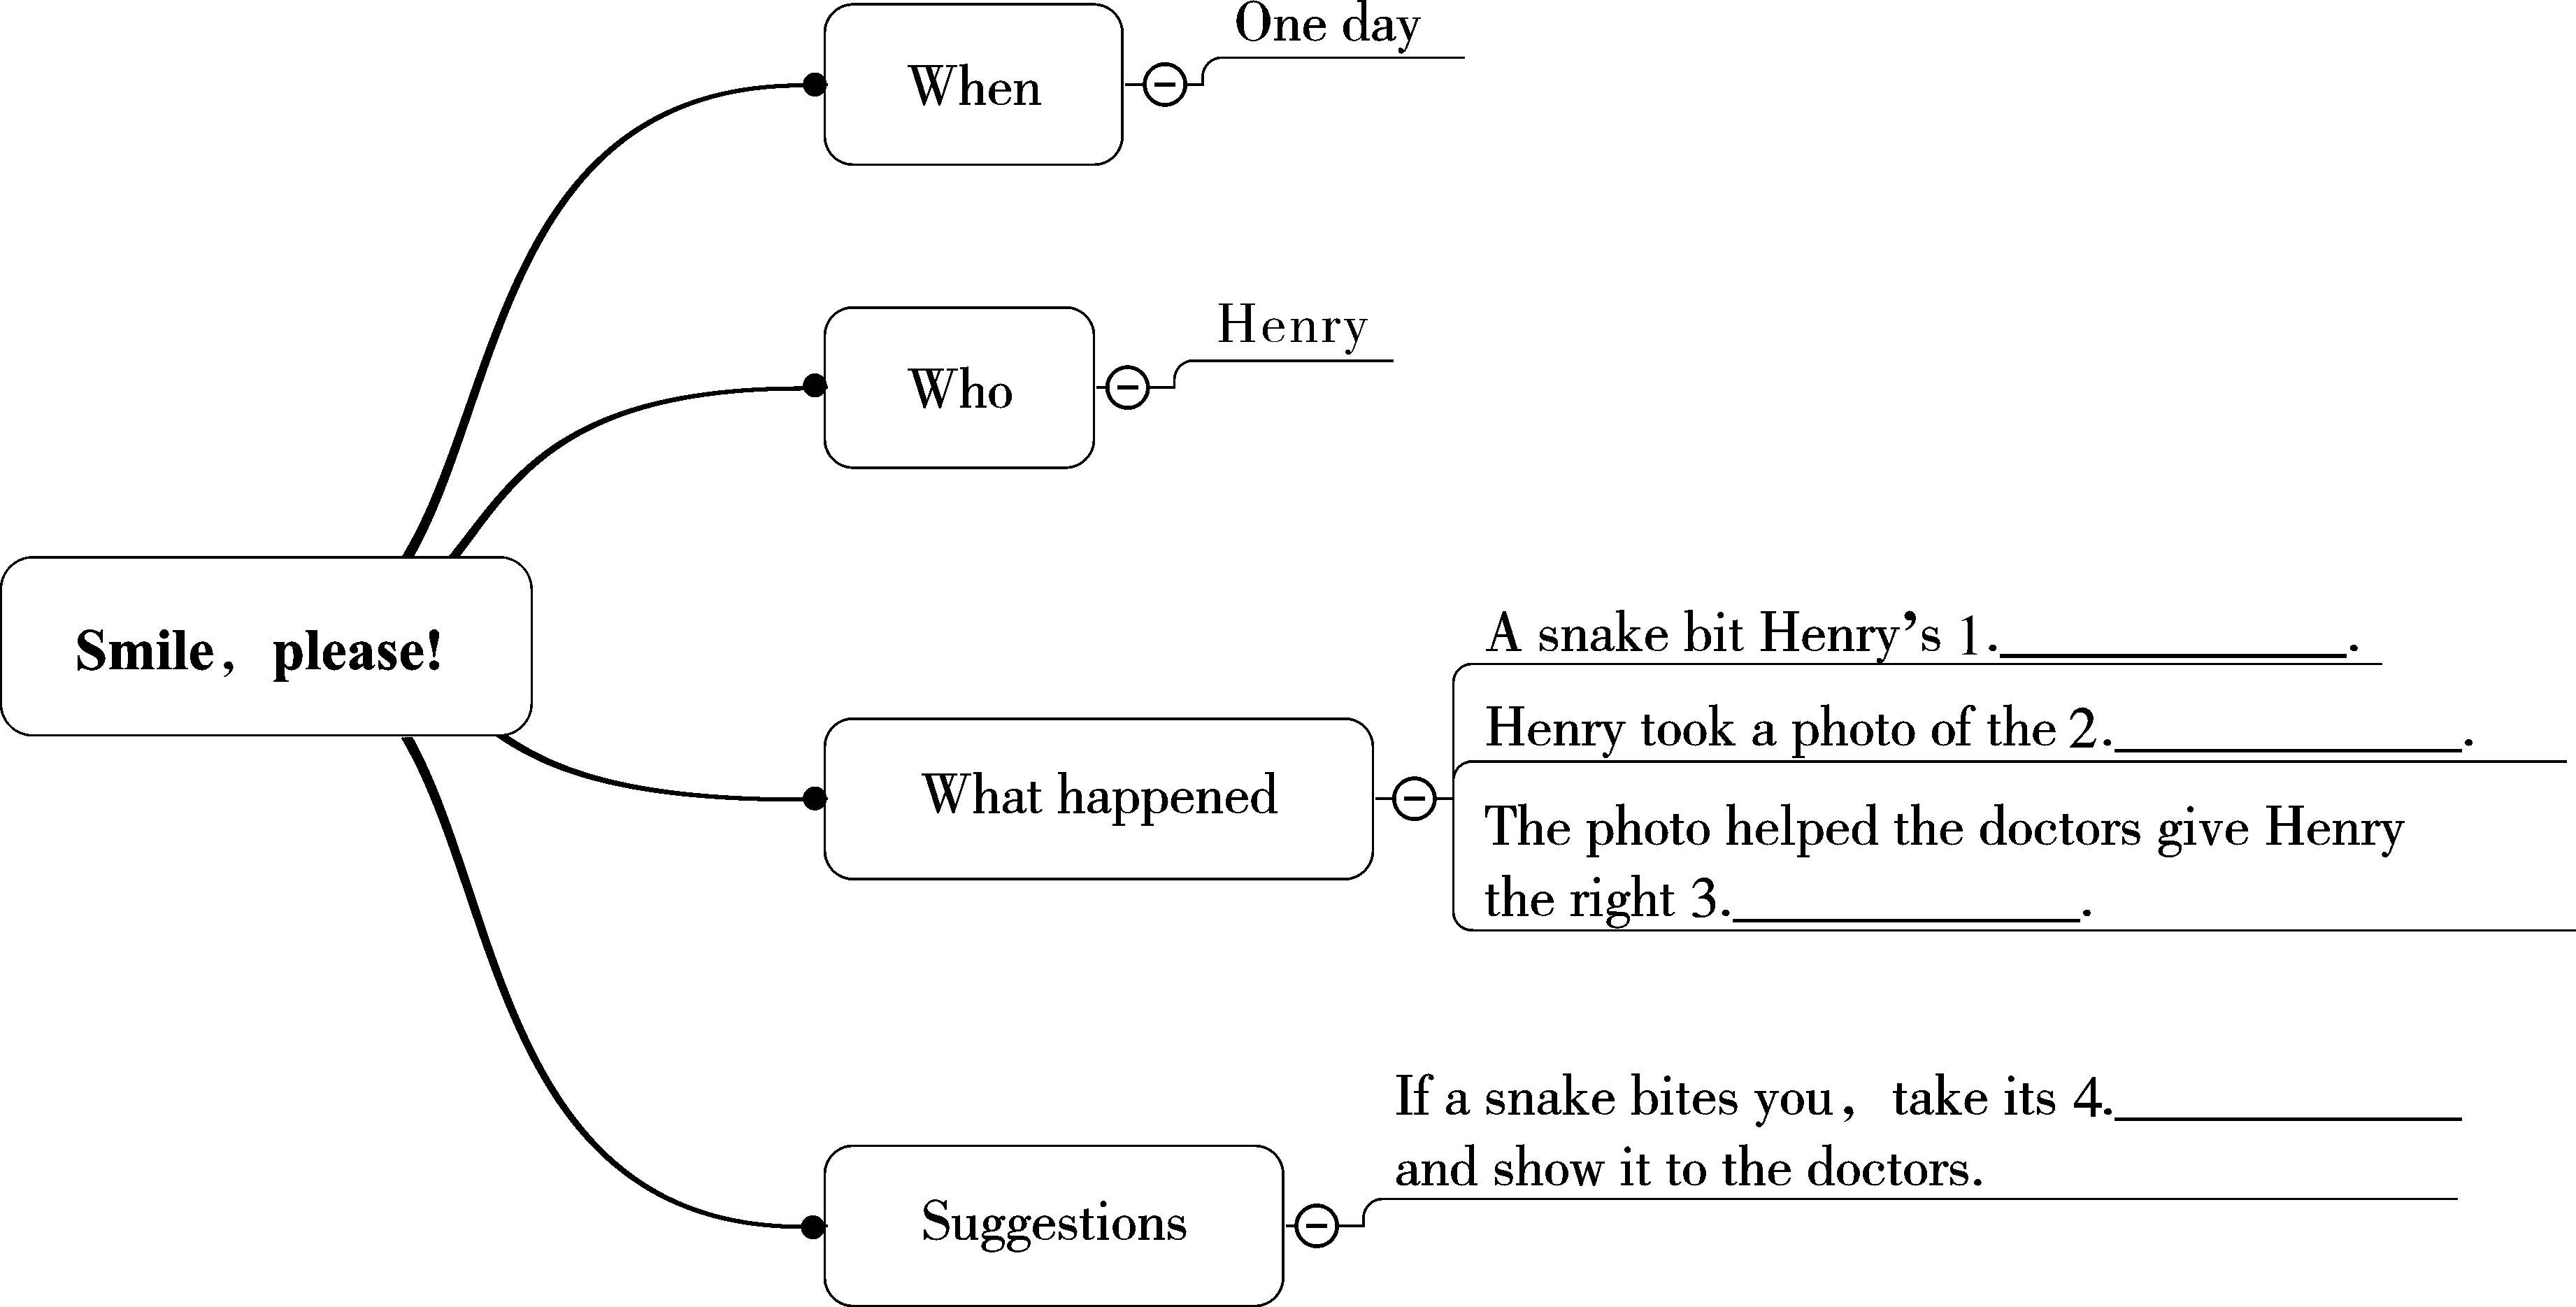 When
One day
Who
Henry
Smile, please!
What happened
A snake bit Henry's 1.____________.
Henry took a photo of the 2.____________.
The photo helped the doctors give Henry
the right 3.____________.
Suggestions
If a snake bites you, take its 4.____________
and show it to the doctors.